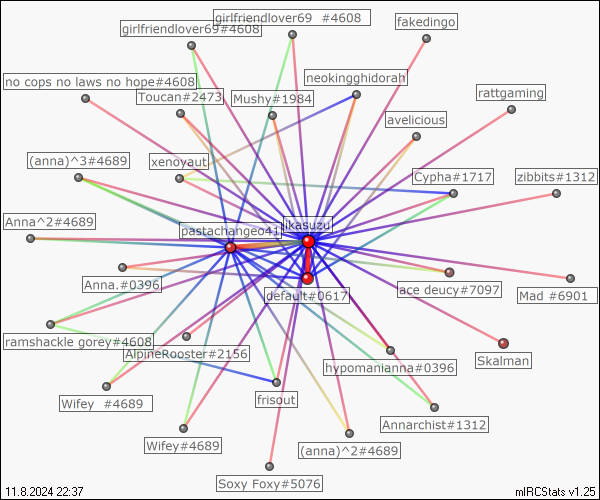 girlfriendlover69  #4608
girlfriendlover69#4608
fakedingo
no cops no laws no hope#4608
neokingghidorah
Toucan#2473
Mushy#1984
rattgaming
avelicious
(anna)^3#4689
xenoyaut
Cypha#1717
zibbits#1312
Anna^2#4689
pastachangeo41
ikasuzu
Anna.#0396
default#0617
ace deucy#7097
Mad  #6901
ramshackle gorey#4608
AlpineRooster#2156
hypomanianna#0396
Skalman
Wifey  #4689
frisout
Annarchist#1312
Wifey#4689
(anna)^2#4689
Soxy Foxy#5076
11.8.2024 22:37
mIRCStats v1.25